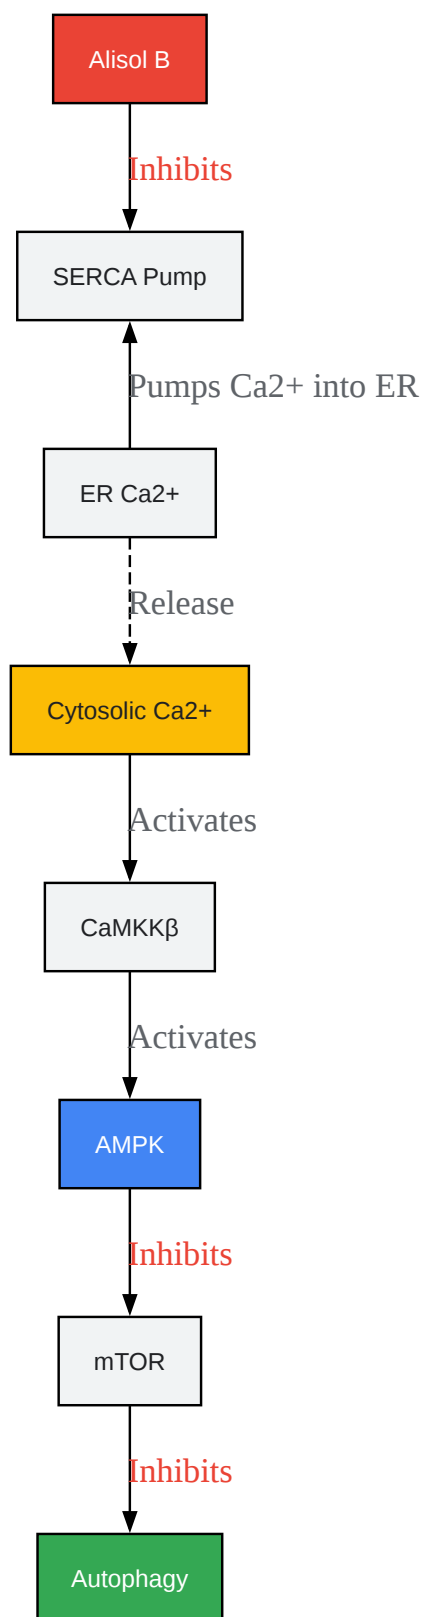 Alisol B
Inhibits
SERCA Pump
Pumps Ca2+ into ER
ER Ca2+
Release
Cytosolic Ca2+
Activates
CaMKKβ
Activates
AMPK
Inhibits
mTOR
Inhibits
Autophagy